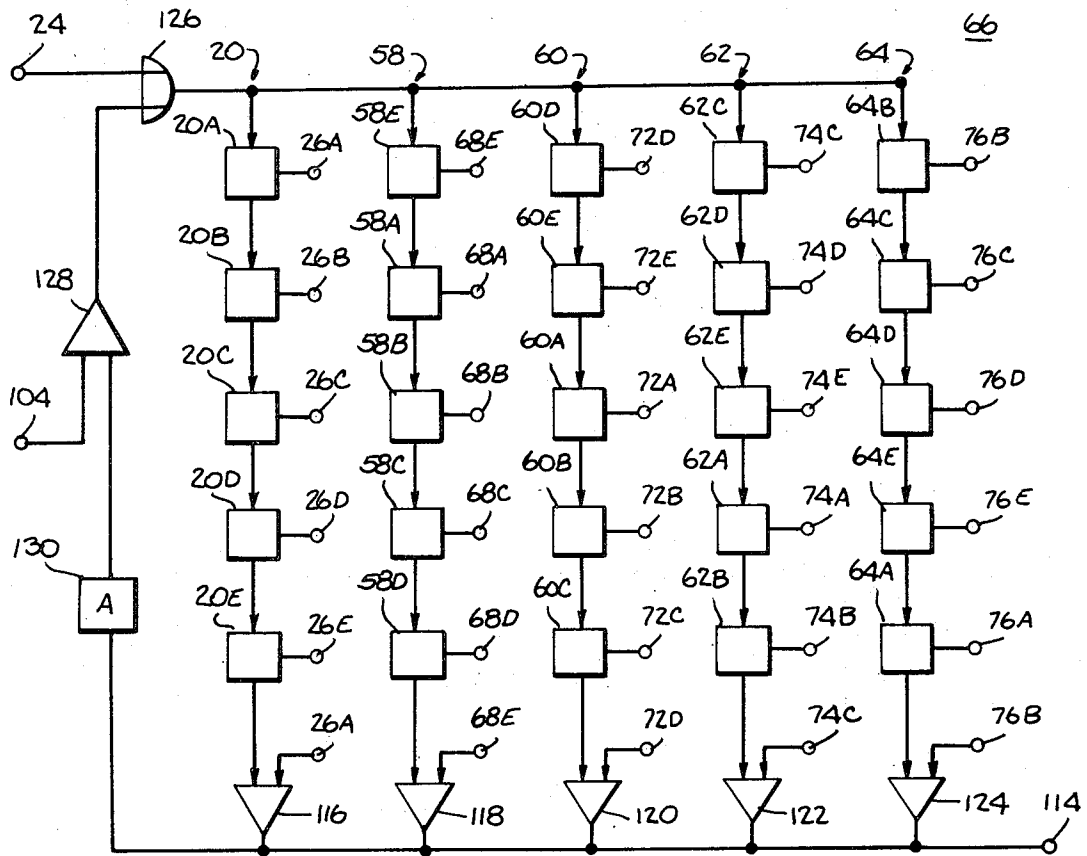 24 126 20 58 60 62 64 66
20A 26A 58E 68E 60D 72D 62C 74C 64B 76B
20B 26B 58A 68A 60E 72E 62D 74D 64C 76C
128
20C 26C 58B 68B 60A 72A 62E 74E 64D 76D
104
20D 26D 58C 68C 60B 72B 62A 74A 64E 76E
130
A
20E 26E 58D 68D 60C 72C 62B 74B 64A 76A
26A 68E 72D 74C 76B
116 118 120 122 124 114